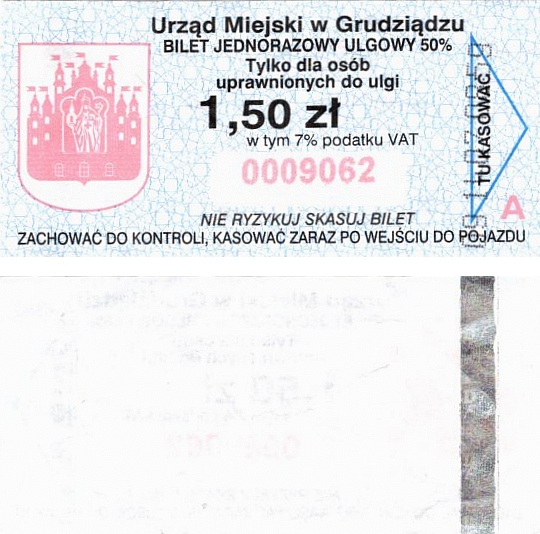 Urząd Miejski w Grudziądzu
BILET JEDNORAZOWY ULGOWY 50%
Tylko dla osób
uprawnionych do ulgi
1,50 zł
w tym 7% podatku VAT
0009062
TU KASOWAĆ
A
NIE RYZYKUJ SKASUJ BILET
ZACHOWAĆ DO KONTROLI, KASOWAĆ ZARAZ PO WEJŚCIU DO POJAZDU